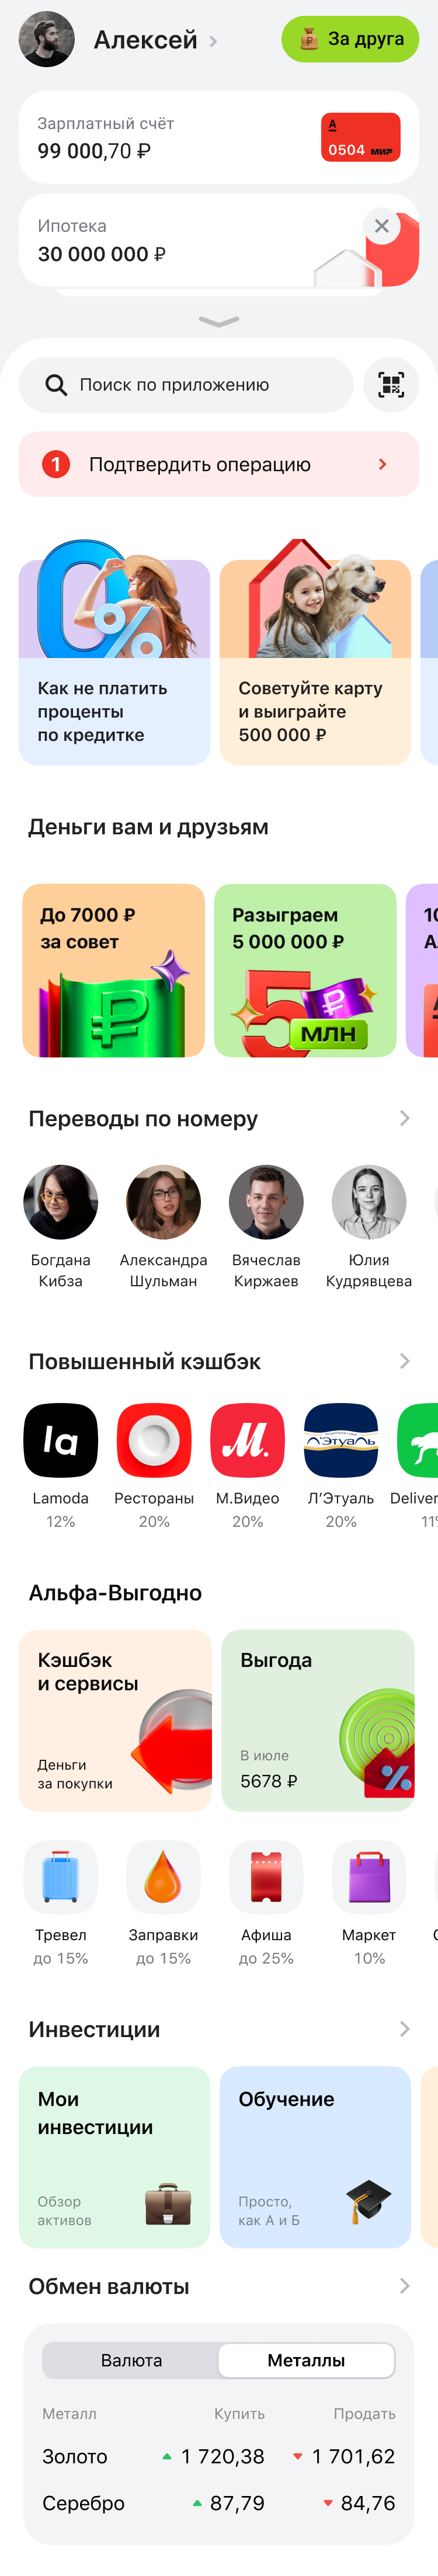 Алексей
За друга
Зарплатный счёт
99 000,70 ₽
А
0504 МИР
Ипотека
30 000 000 ₽
Поиск по приложению
1 Подтвердить операцию
0%
Как не платить
проценты
по кредитке
Советуйте карту
и выиграйте
500 000 ₽
Деньги вам и друзьям
До 7000 ₽
за совет
₽
Разыграем
5 000 000 ₽
5
₽
МЛН
Переводы по номеру
Богдана
Кибза
Александра
Шульман
Вячеслав
Киржаев
Юлия
Кудрявцева
Повышенный кэшбэк
la
М.
Л'Этуаль
Lamoda
12%
Рестораны
20%
М.Видео
20%
Л'Этуаль
20%
Deliver
11%
Альфа-Выгодно
Кэшбэк
и сервисы
Деньги
за покупки
Выгода
В июле
5678 ₽
%
Тревел
до 15%
Заправки
до 15%
Афиша
до 25%
Маркет
10%
Инвестиции
Мои
инвестиции
Обзор
активов
Обучение
Просто,
как А и Б
Обмен валюты
Валюта
Металлы
Металл Купить Продать
Золото 1 720,38 1 701,62
Серебро 87,79 84,76